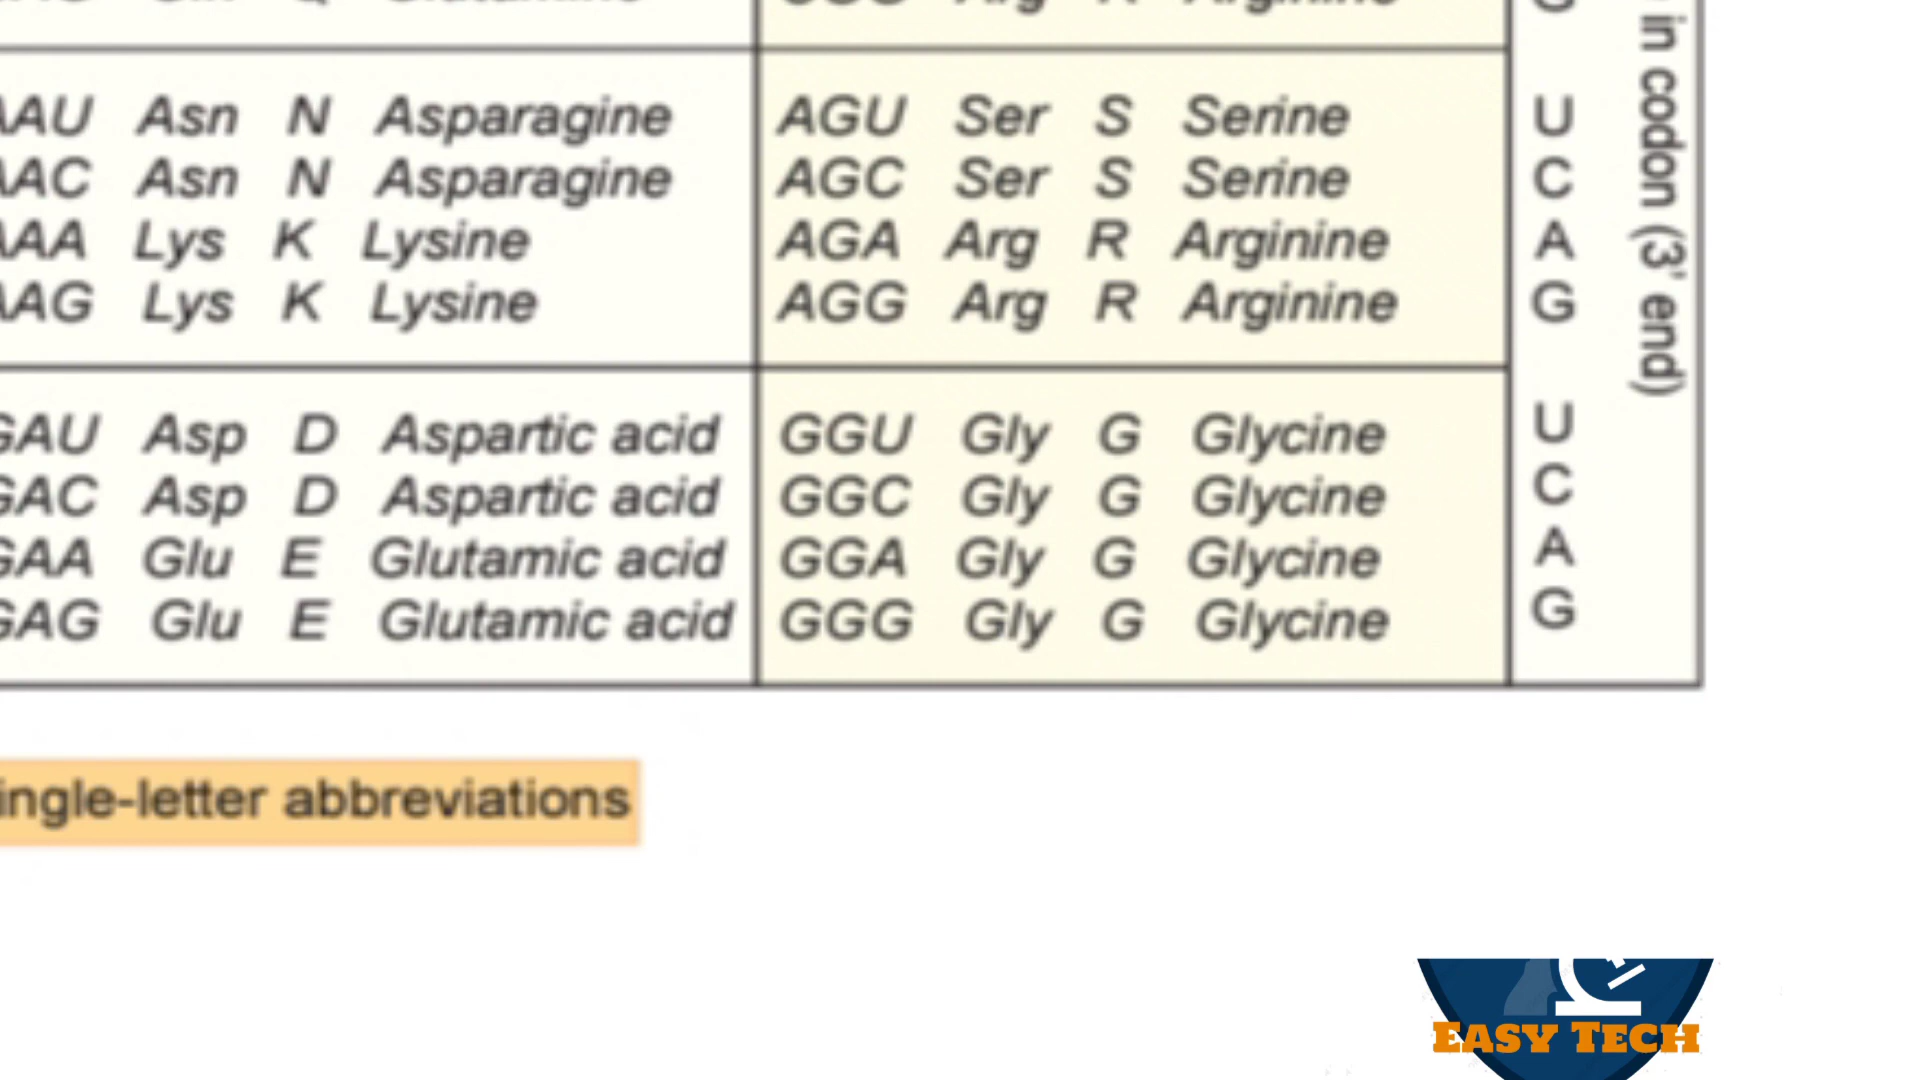 AAU Asn N Asparagine AGU Ser S Serine U
AAC Asn N Asparagine AGC Ser S Serine C
AAA Lys K Lysine AGA Arg R Arginine A
AAG Lys K Lysine AGG Arg R Arginine G
GAU Asp D Aspartic acid GGU Gly G Glycine U
GAC Asp D Aspartic acid GGC Gly G Glycine C
GAA Glu E Glutamic acid GGA Gly G Glycine A
GAG Glu E Glutamic acid GGG Gly G Glycine G
in codon (3' end)
ingle-letter abbreviations
EASY TECH